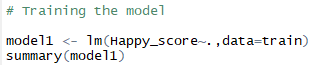 # Training the model
model1 <- lm(Happy_score~.,data=train)
summary(model1)